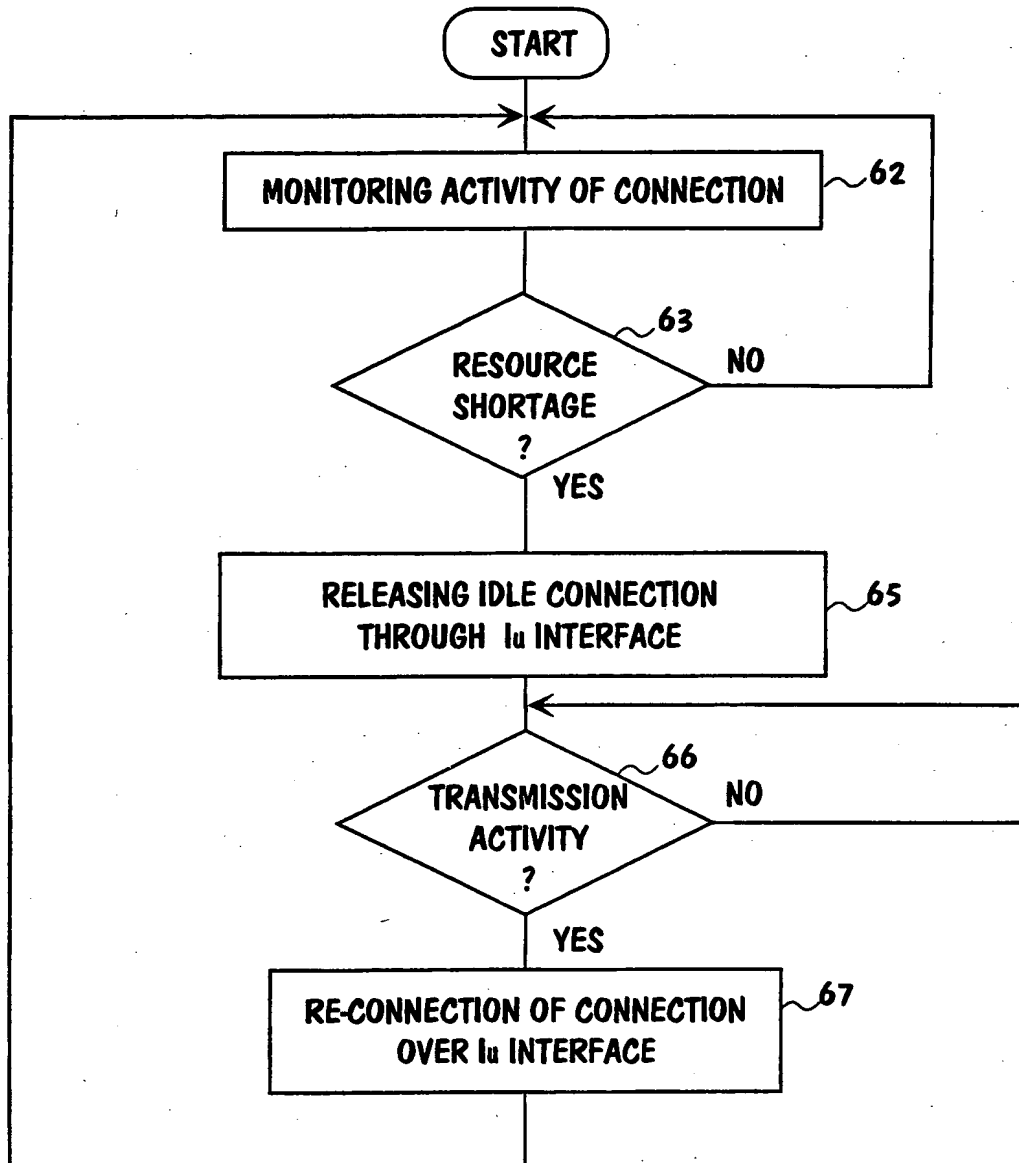 START
MONITORING ACTIVITY OF CONNECTION
62
63
RESOURCE
SHORTAGE
?
NO
YES
RELEASING IDLE CONNECTION
THROUGH Iu INTERFACE
65
66
TRANSMISSION
ACTIVITY
?
NO
YES
RE-CONNECTION OF CONNECTION
OVER Iu INTERFACE
67